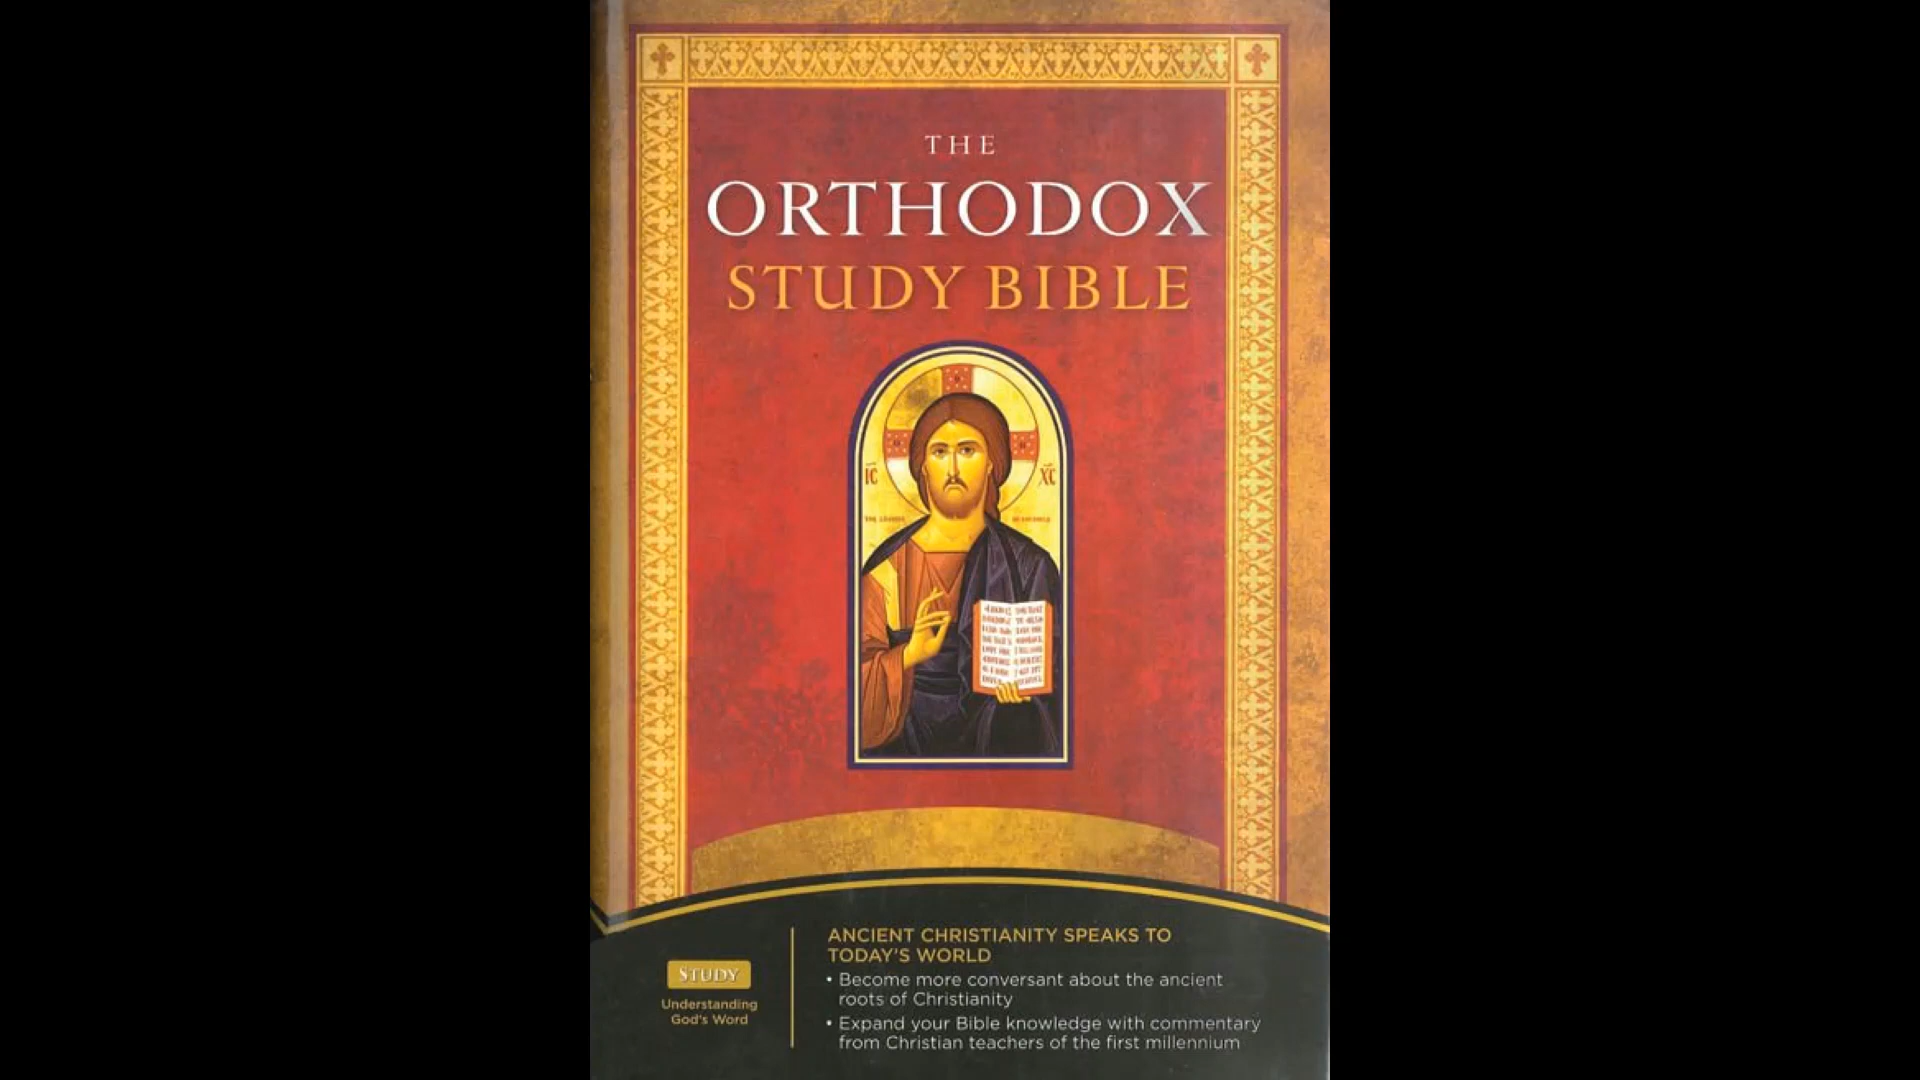 THE
ORTHODOX
STUDY BIBLE
IC
XC
STUDY
Understanding
God's Word
ANCIENT CHRISTIANITY SPEAKS TO
TODAY'S WORLD
• Become more conversant about the ancient
roots of Christianity
• Expand your Bible knowledge with commentary
from Christian teachers of the first millennium